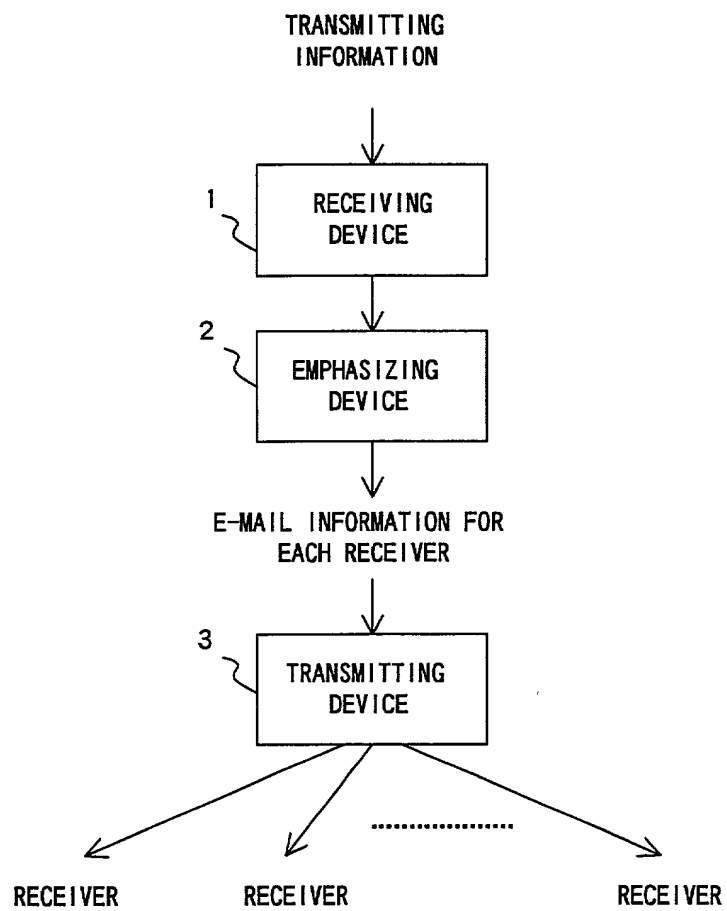 TRANSMITTING
INFORMATION
1
RECEIVING
DEVICE
2
EMPHASIZING
DEVICE
E-MAIL INFORMATION FOR
EACH RECEIVER
3
TRANSMITTING
DEVICE
RECEIVER RECEIVER RECEIVER